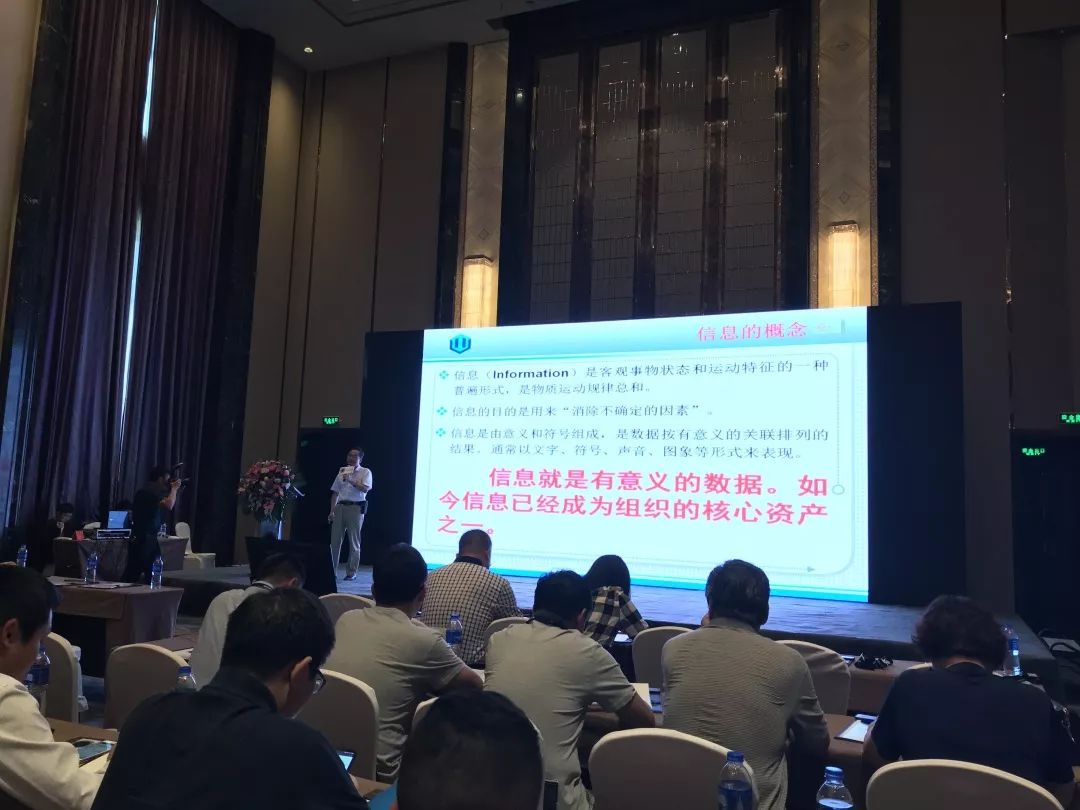 信息的概念
信息（Information）是客观事物状态和运动特征的一种
普遍形式，是物质运动规律总和。
信息的目的是用来“消除不确定的因素”。
信息是由意义和符号组成，是数据按有意义的关联排列的
结果。通常以文字、符号、声音、图象等形式来表现。
信息就是有意义的数据。如
今信息已经成为组织的核心资产
之一。